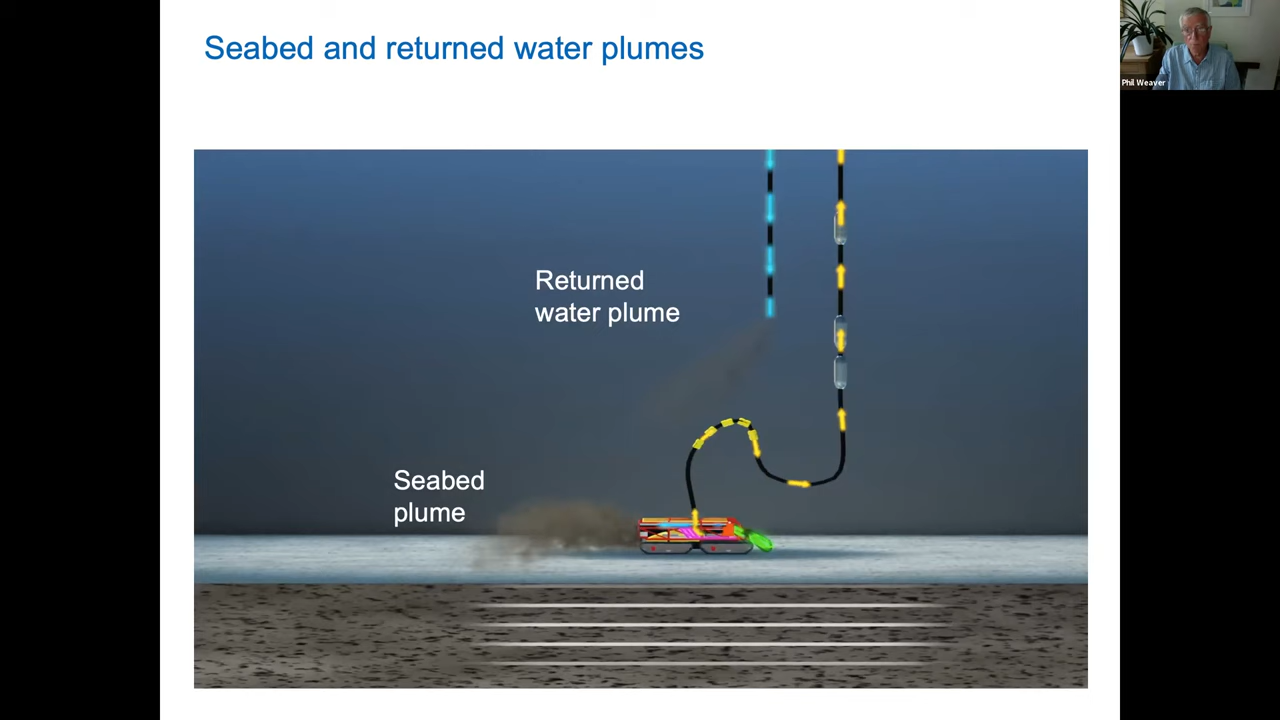 Seabed and returned water plumes
Phil Weaver
Returned
water plume
Seabed
plume